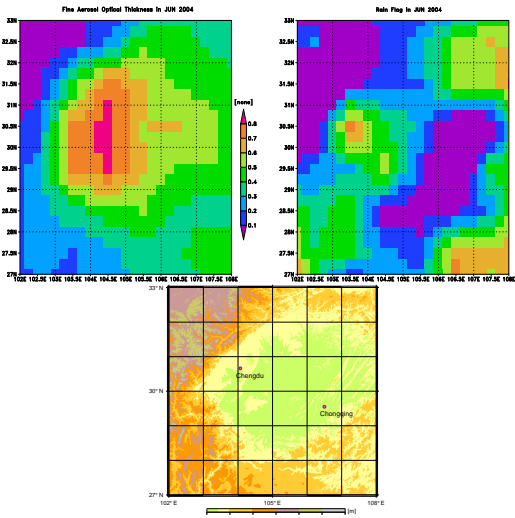 Fine Aerosol Optical Thickness in JUN 2004
33N
32.5N
32N
31.5N
31N
30.5N
30N
29.5N
29N
28.5N
28N
27.5N
27N
102E 102.5E 103E 103.5E 104E 104.5E 105E 105.5E 106E 106.5E 107E 107.5E 108E
[none]
0.8
0.7
0.6
0.5
0.4
0.3
0.2
0.1
Rain Flag in JUN 2004
33N
32.5N
32N
31.5N
31N
30.5N
30N
29.5N
29N
28.5N
28N
27.5N
27N
102E 102.5E 103E 103.5E 104E 104.5E 105E 105.5E 106E 106.5E 107E 107.5E 108E
33° N
30° N
27° N
Chengdu
Chongqing
102° E 105° E 108° E
[m]